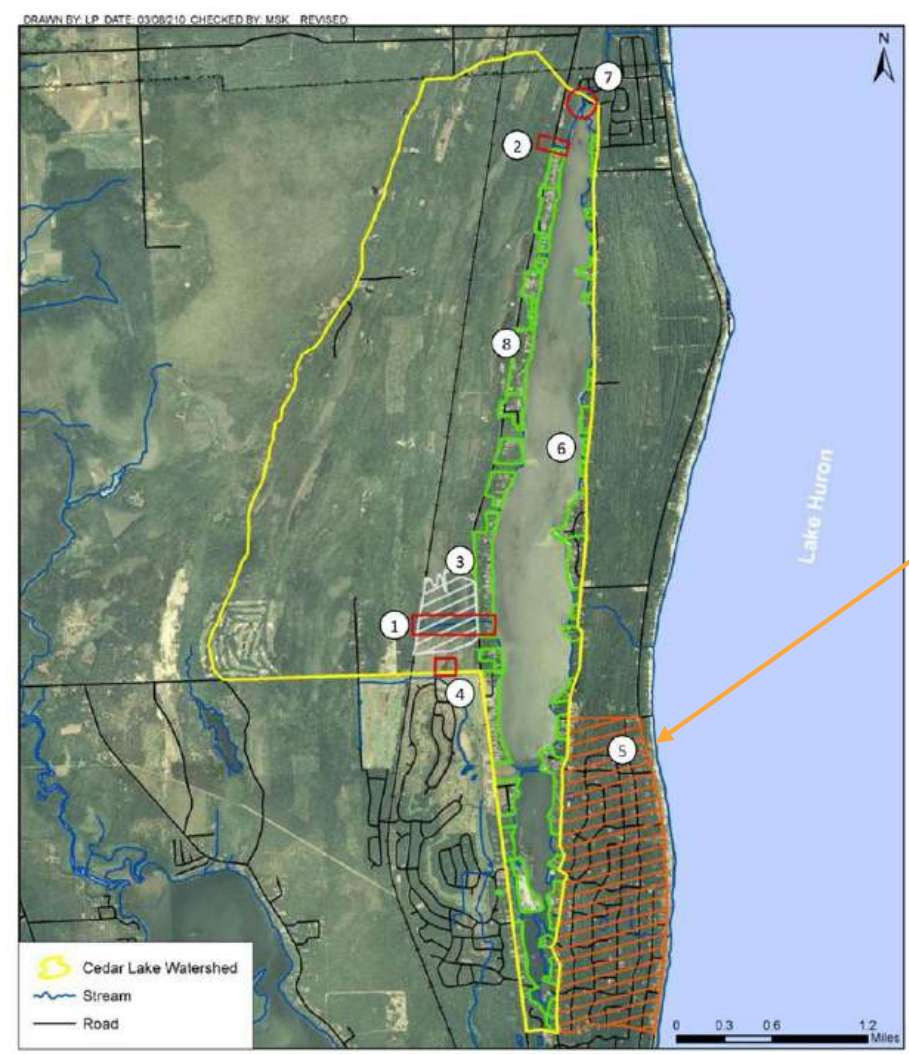 DRAWN BY: LP DATE: 03/08/210 CHECKED BY: MSK REVISED:
N
7
2
8
6
Lake Huron
3
1
4
5
Cedar Lake Watershed
Stream
Road
0 0.3 0.6 1.2
Miles